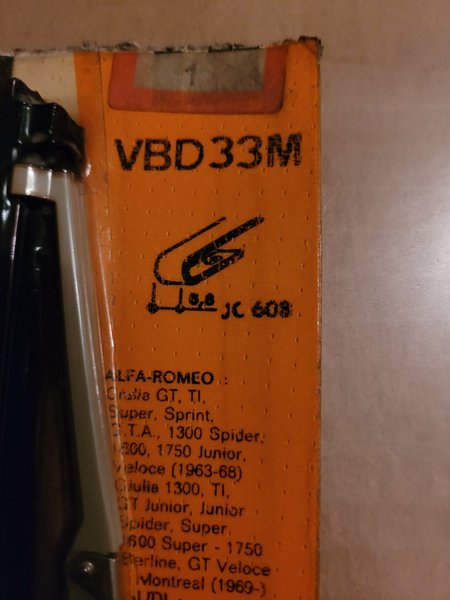 1
VBD33M
8,8
JC 608
ALFA-ROMEO :
Giulia GT, TI,
Super, Sprint,
G.T.A., 1300 Spider,
1600, 1750 Junior,
Veloce (1963-68)
Giulia 1300, TI,
GT Junior, Junior
Spider, Super
1600 Super - 1750
Berline, GT Veloce
Montreal (1969-)